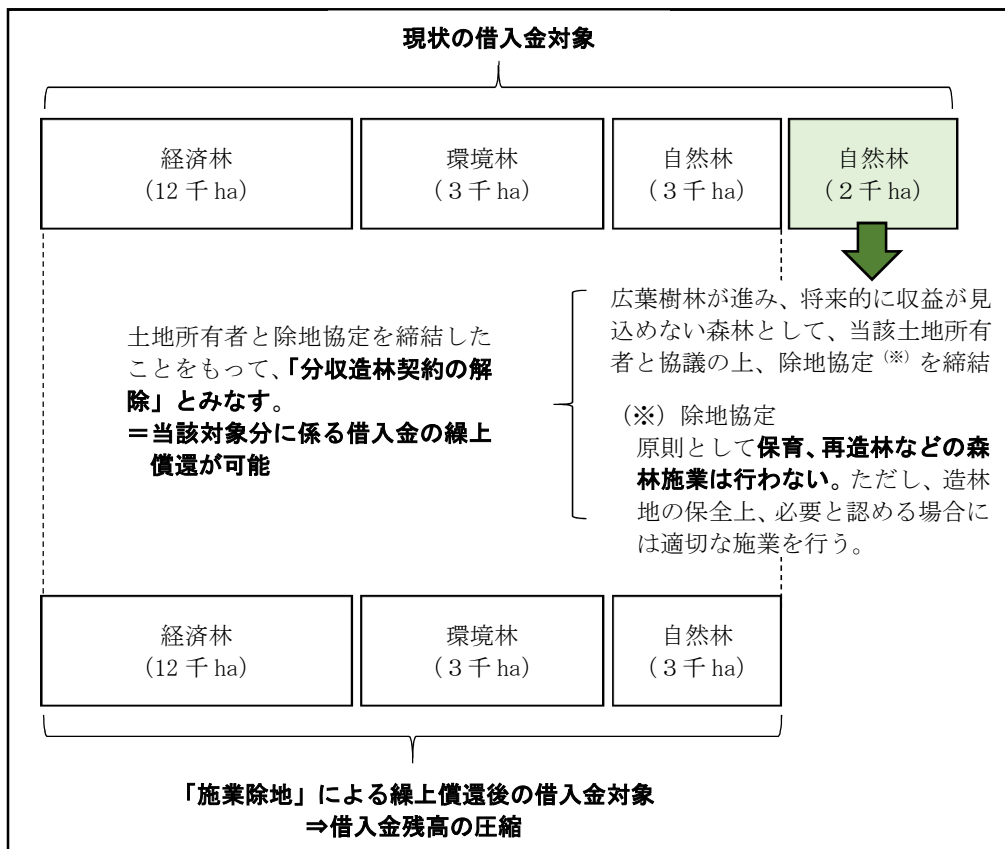 現状の借入金対象
経済林
（12 千 ha）
環境林
（３千 ha）
自然林
（３千 ha）
自然林
（２千 ha）
広葉樹林が進み、将来的に収益が見
込めない森林として、当該土地所有
者と協議の上、除地協定（※）を締結
（※）除地協定
原則として保育、再造林などの森
林施業は行わない。ただし、造林
地の保全上、必要と認める場合に
は適切な施業を行う。
土地所有者と除地協定を締結した
ことをもって、「分収造林契約の解
除」とみなす。
＝当該対象分に係る借入金の繰上
償還が可能
経済林
（12 千 ha）
環境林
（３千 ha）
自然林
（３千 ha）
「施業除地」による繰上償還後の借入金対象
⇒借入金残高の圧縮